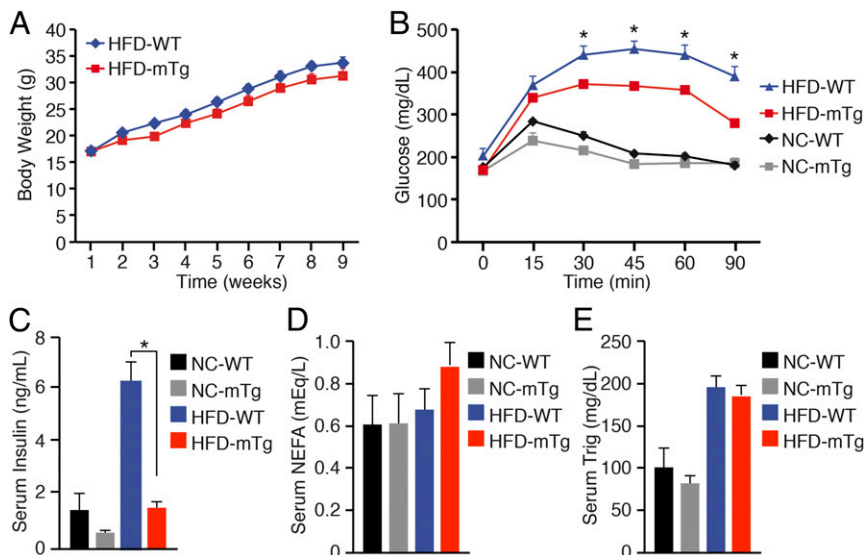 A
HFD-WT
HFD-mTg
Body Weight (g)
40
35
30
25
20
15
10
5
0
1 2 3 4 5 6 7 8 9
Time (weeks)
B
Glucose (mg/dL)
500
400
300
200
100
* * * *
HFD-WT
HFD-mTg
NC-WT
NC-mTg
0 15 30 45 60 90
Time (min)
C
Serum Insulin (ng/mL)
8
6
4
2
0
*
NC-WT
NC-mTg
HFD-WT
HFD-mTg
D
Serum NEFA (mEq/L)
1.0
0.8
0.6
0.4
0.2
0
NC-WT
NC-mTg
HFD-WT
HFD-mTg
E
Serum Trig (mg/dL)
250
200
150
100
50
0
NC-WT
NC-mTg
HFD-WT
HFD-mTg